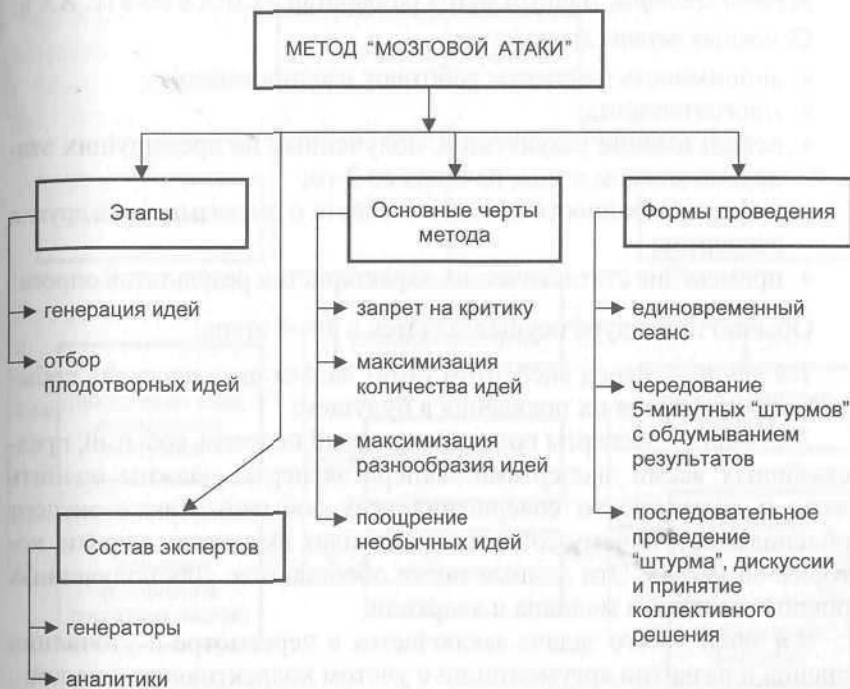 МЕТОД “МОЗГОВОЙ АТАКИ”
Этапы
генерация идей
отбор
плодотворных идей
Состав экспертов
генераторы
аналитики
Основные черты
метода
запрет на критику
максимизация
количества идей
максимизация
разнообразия идей
поощрение
необычных идей
Формы проведения
единовременный
сеанс
чередование
5-минутных “штурмов”
с обдумыванием
результатов
последовательное
проведение
“штурма”, дискуссии
и принятие
коллективного
решения